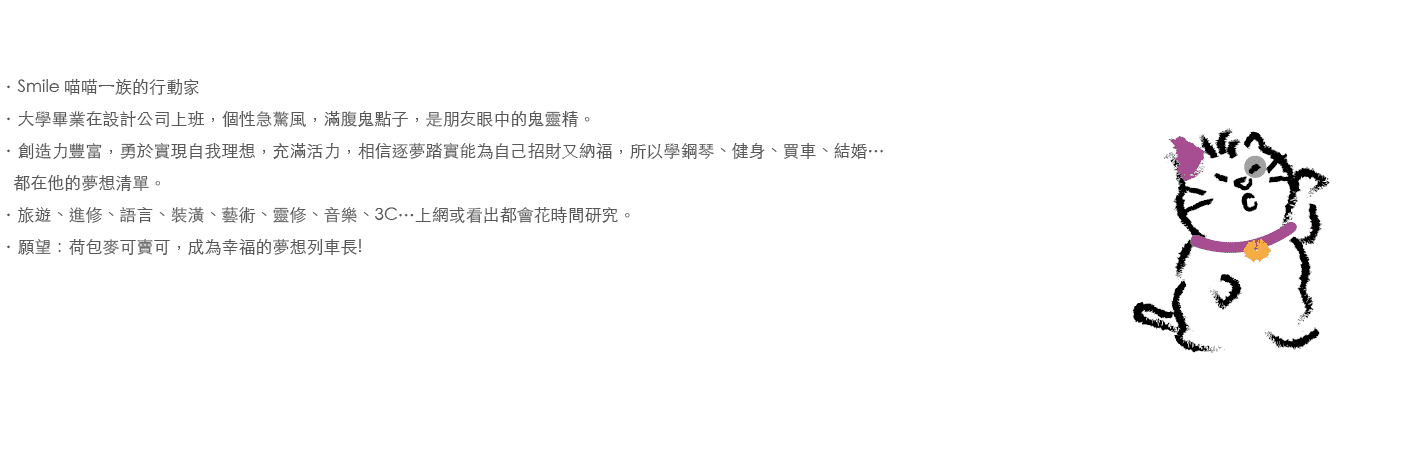 ・Smile 喵喵一族的行動家
・大學畢業在設計公司上班，個性急驚風，滿腹鬼點子，是朋友眼中的鬼靈精。
・創造力豐富，勇於實現自我理想，充滿活力，相信逐夢踏實能為自己招財又納福，所以學鋼琴、健身、買車、結婚…
都在他的夢想清單。
・旅遊、進修、語言、裝潢、藝術、靈修、音樂、3C…上網或看出都會花時間研究。
・願望：荷包麥可賣可，成為幸福的夢想列車長!